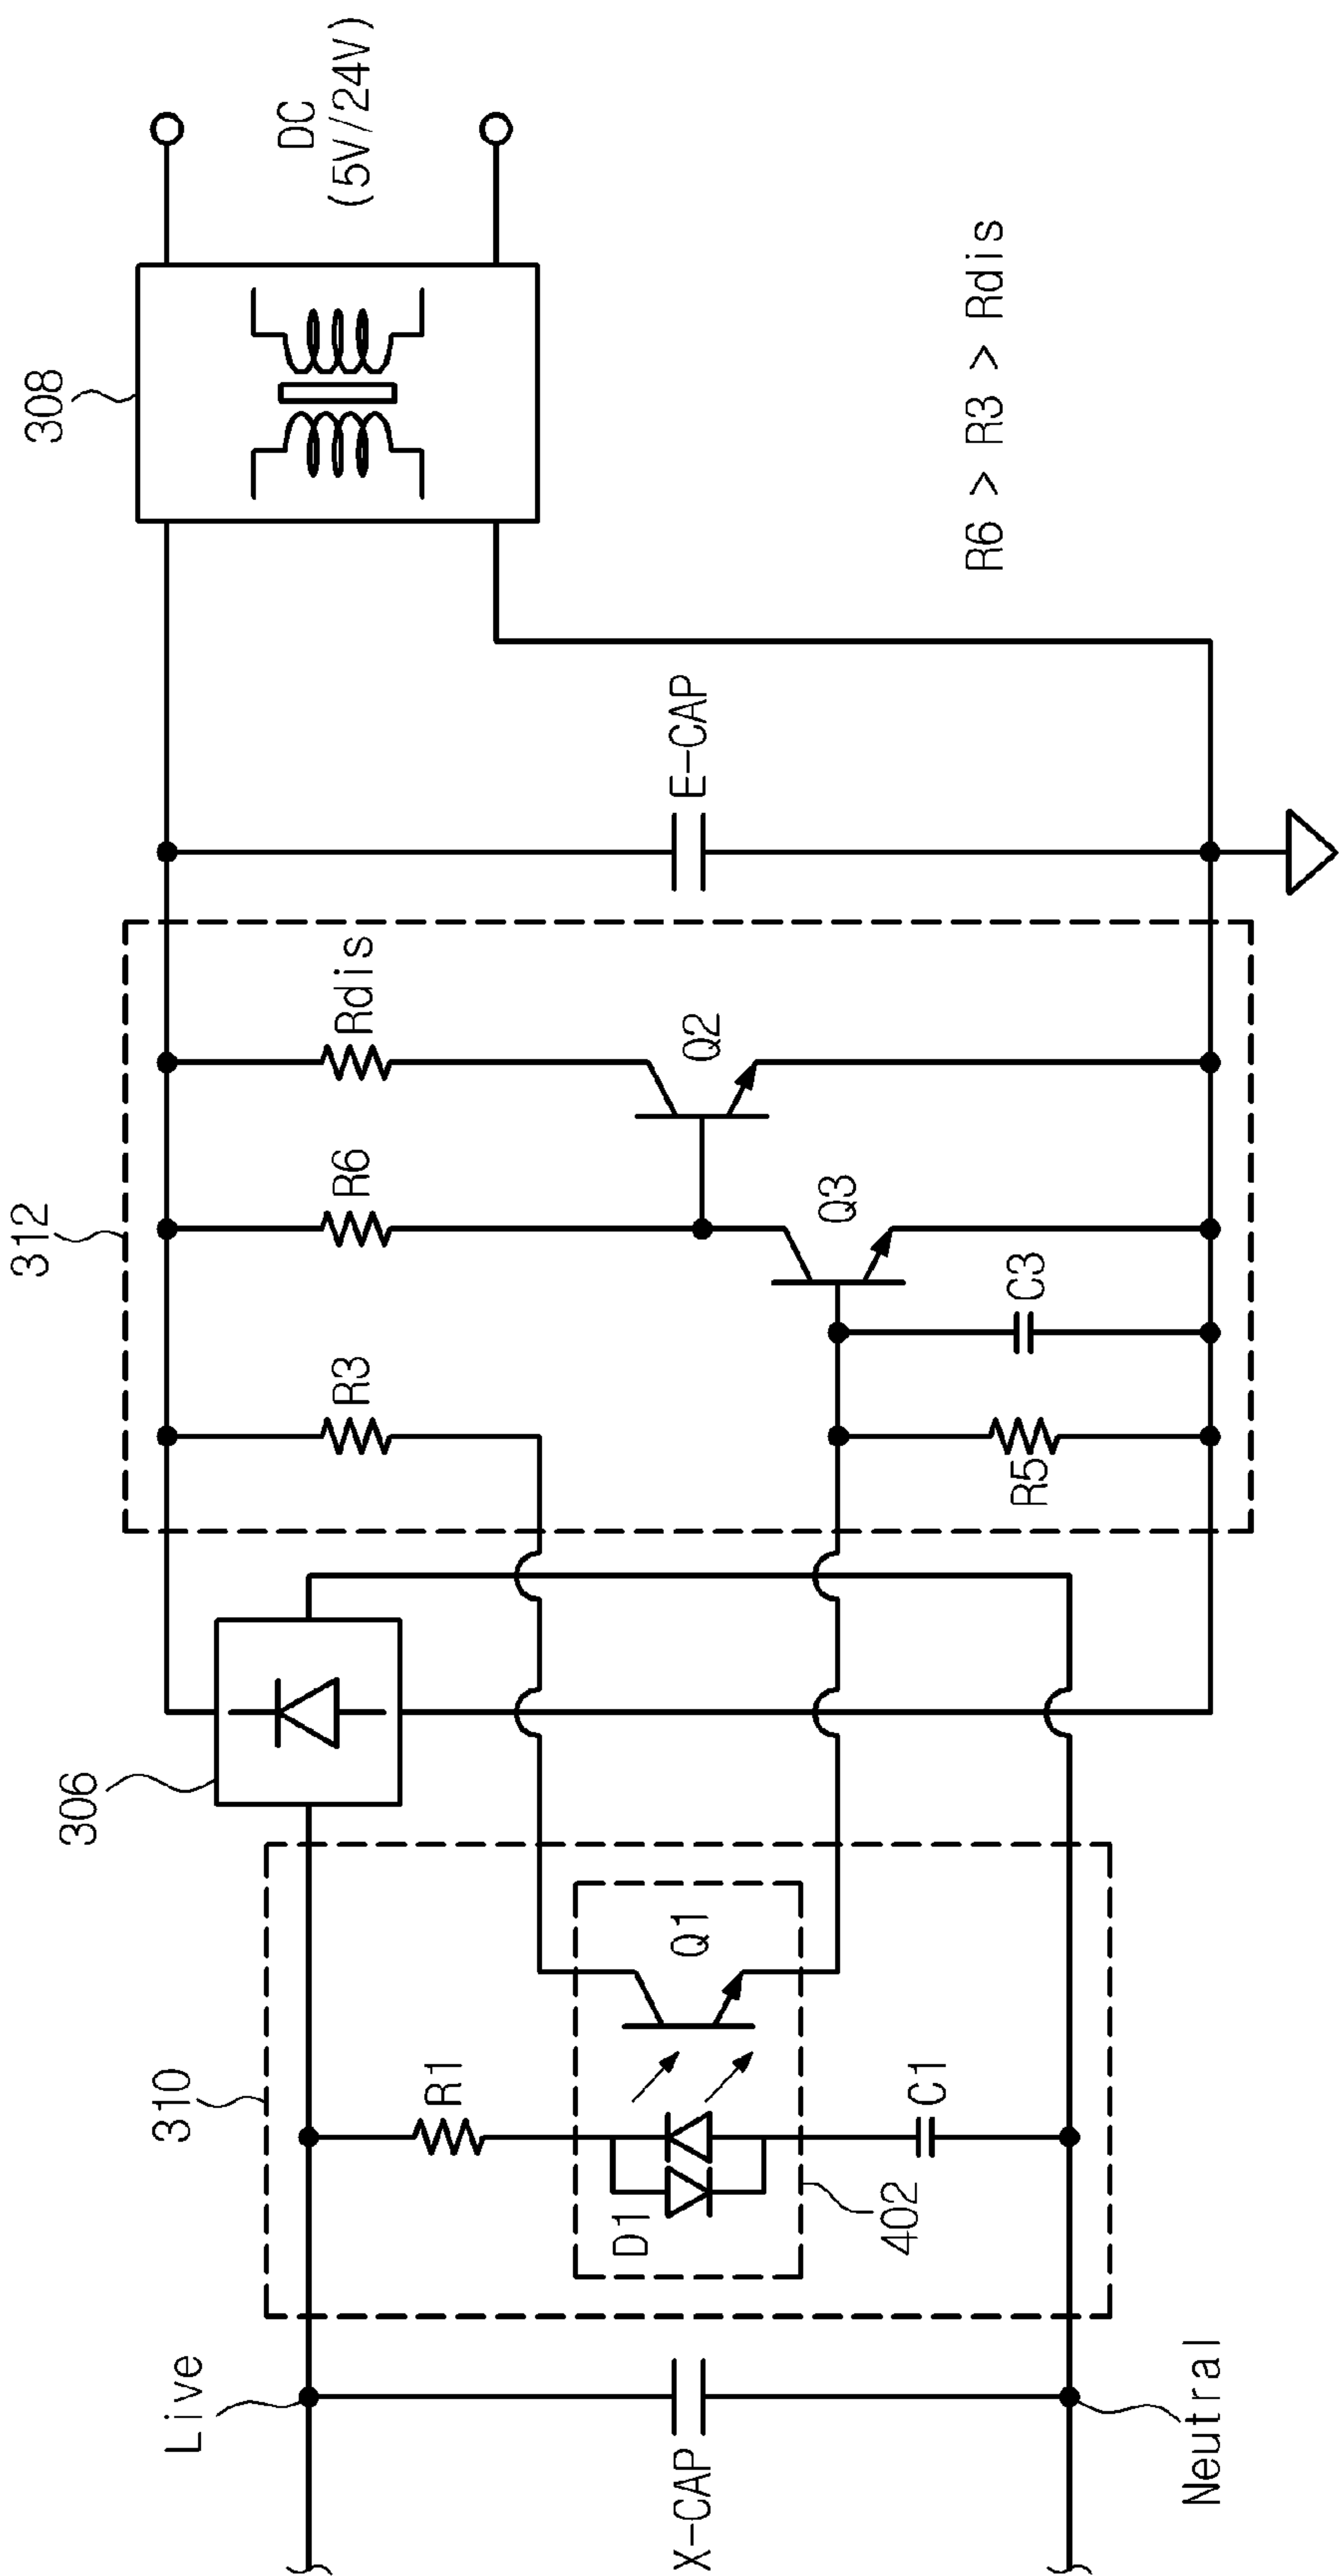 308
DC
(5V/24V)
R6 > R3 > Rdis
E-CAP
312
Rdis
R6
R3
Q2
Q3
C3
R5
306
310
R1
Q1
D1
C1
402
Live
X-CAP
Neutral